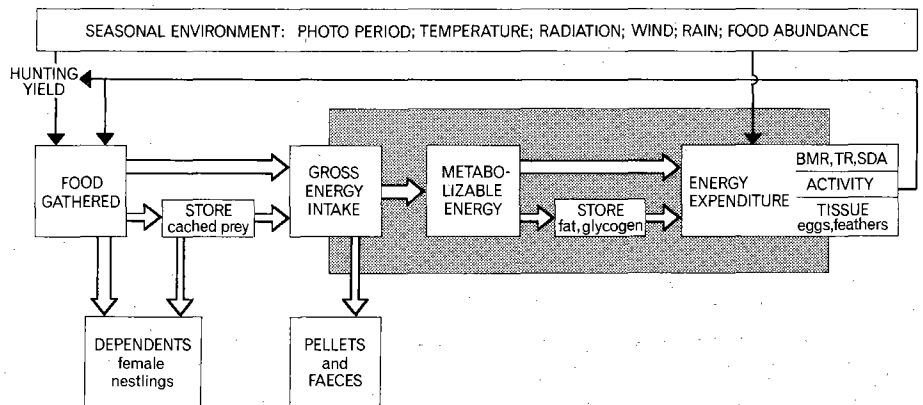 SEASONAL ENVIRONMENT: PHOTO PERIOD; TEMPERATURE; RADIATION; WIND; RAIN; FOOD ABUNDANCE
HUNTING
YIELD
FOOD
GATHERED
STORE
cached prey
GROSS
ENERGY
INTAKE
METABO-
LIZABLE
ENERGY
STORE
fat, glycogen
ENERGY
EXPENDITURE
BMR, TR, SDA
ACTIVITY
TISSUE
eggs, feathers
DEPENDENTS
female
nestlings
PELLETS
and
FAECES